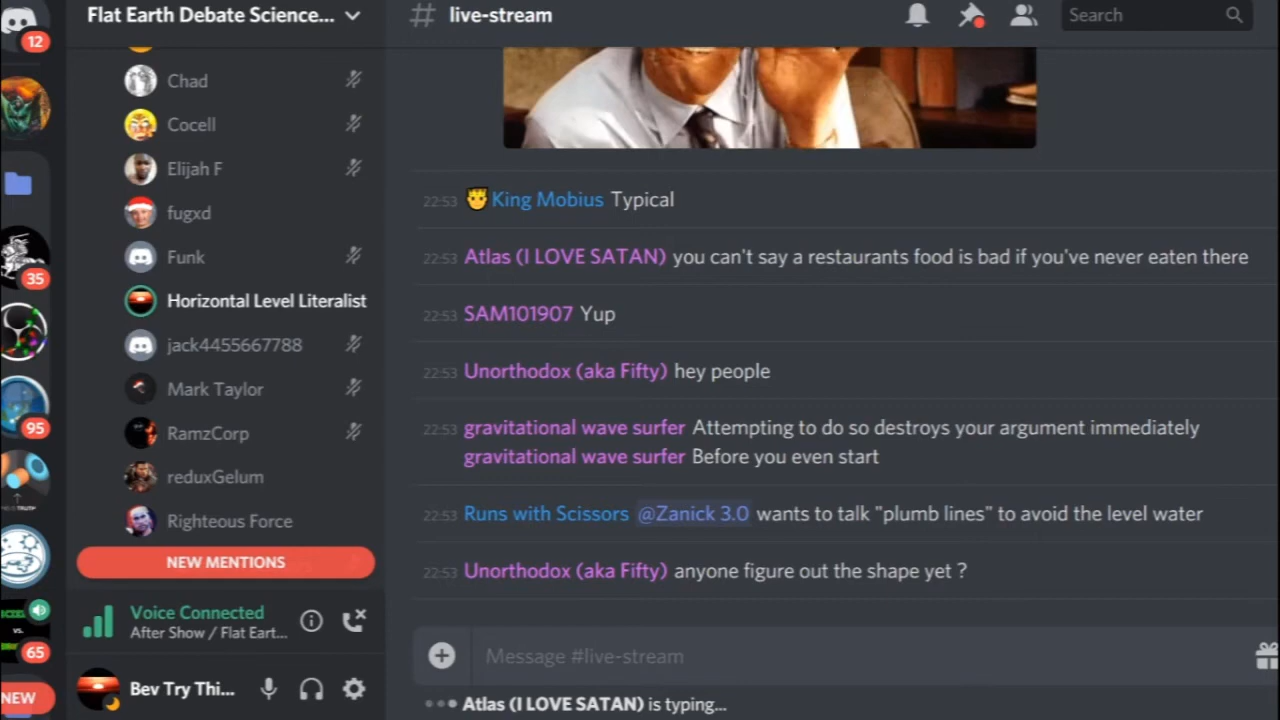 12
35
95
HIS IS TRUTH
VS.
65
NEW
Flat Earth Debate Science...
Chad
Cocell
Elijah F
fugxd
Funk
Horizontal Level Literalist
jack4455667788
Mark Taylor
RamzCorp
reduxGelum
Righteous Force
NEW MENTIONS
Voice Connected
After Show / Flat Eart...
Bev Try Thi...
# live-stream
Search
22:53 King Mobius Typical
22:53 Atlas (I LOVE SATAN) you can't say a restaurants food is bad if you've never eaten there
22:53 SAM101907 Yup
22:53 Unorthodox (aka Fifty) hey people
22:53 gravitational wave surfer Attempting to do so destroys your argument immediately
gravitational wave surfer Before you even start
22:53 Runs with Scissors @Zanick 3.0 wants to talk "plumb lines" to avoid the level water
22:53 Unorthodox (aka Fifty) anyone figure out the shape yet ?
Message #live-stream
Atlas (I LOVE SATAN) is typing...